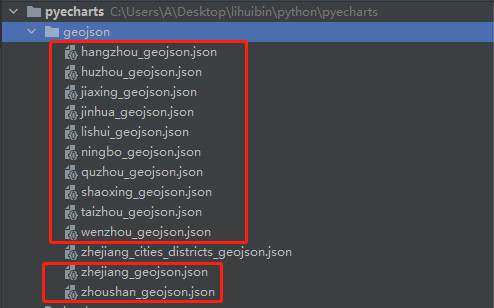 pyecharts C:\Users\A\Desktop\lihuibin\python\pyecharts
geojson
hangzhou_geojson.json
huzhou_geojson.json
jiaxing_geojson.json
jinhua_geojson.json
lishui_geojson.json
ningbo_geojson.json
quzhou_geojson.json
shaoxing_geojson.json
taizhou_geojson.json
wenzhou_geojson.json
zhejiang_cities_districts_geojson.json
zhejiang_geojson.json
zhoushan_geojson.json